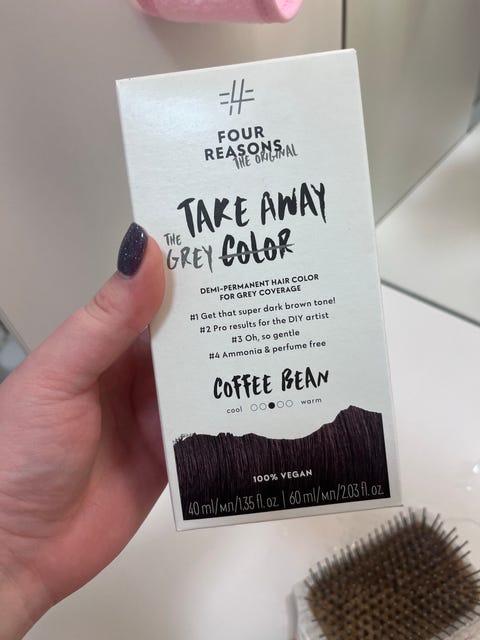 =4=
FOUR
REASONS
THE ORIGINAL
TAKE AWAY
THE
GREY COLOR
DEMI-PERMANENT HAIR COLOR
FOR GREY COVERAGE
#1 Get that super dark brown tone!
#2 Pro results for the DIY artist
#3 Oh, so gentle
#4 Ammonia & perfume free
COFFEE BEAN
cool warm
100% VEGAN
40 ml/мл/1,35 fl. oz | 60 ml/мл/2.03 fl. oz